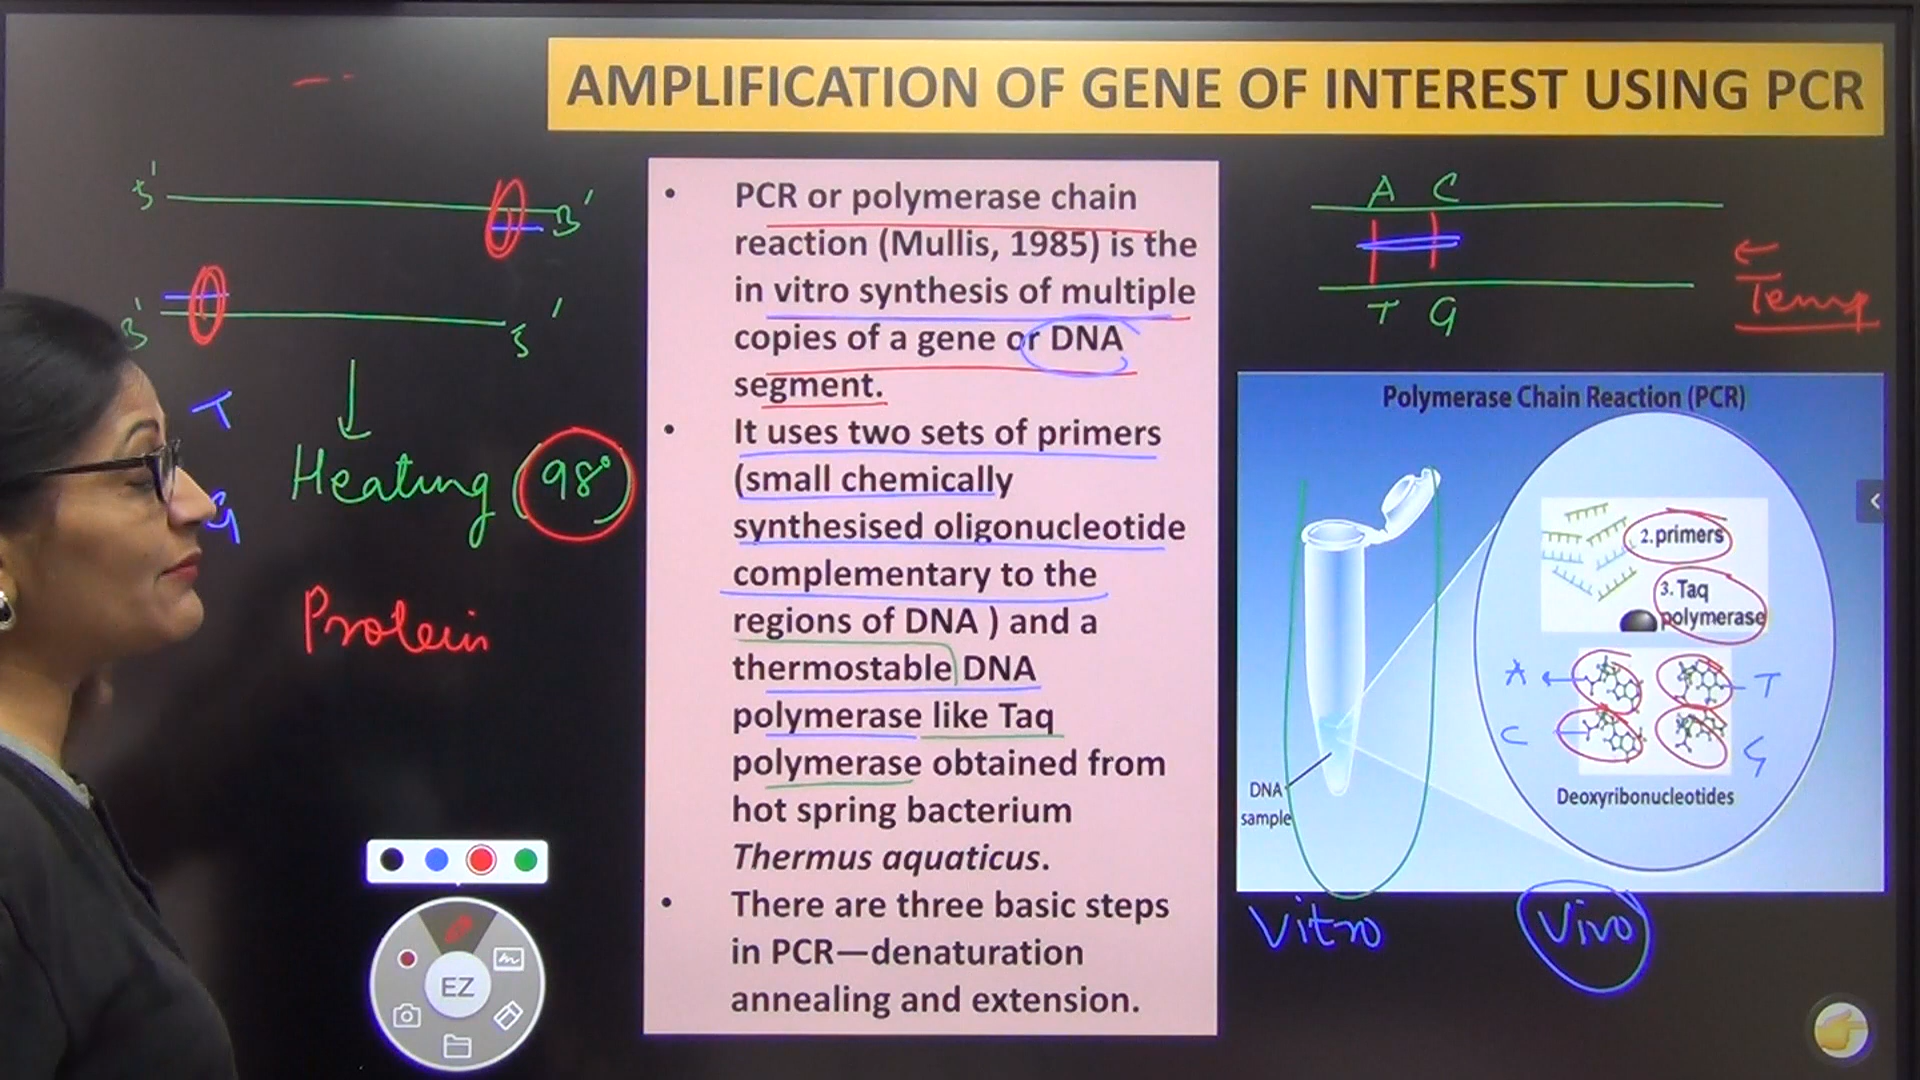 AMPLIFICATION OF GENE OF INTEREST USING PCR
5'
3'
3'
5'
T
G
Heating (98°)
Protein
EZ
• PCR or polymerase chain
reaction (Mullis, 1985) is the
in vitro synthesis of multiple
copies of a gene or DNA
segment.
• It uses two sets of primers
(small chemically
synthesised oligonucleotide
complementary to the
regions of DNA ) and a
thermostable DNA
polymerase like Taq
polymerase obtained from
hot spring bacterium
Thermus aquaticus.
• There are three basic steps
in PCR—denaturation
annealing and extension.
A C
T G
Temp
Polymerase Chain Reaction (PCR)
2.primers
3. Taq
polymerase
A
T
C
G
Deoxyribonucleotides
DNA
sample
Vitro
Vivo